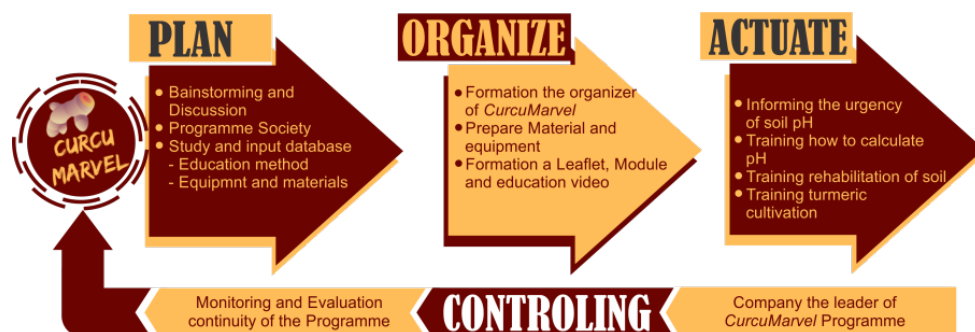 PLAN
ORGANIZE
ACTUATE
CURCU
MARVEL
• Bainstorming and
Discussion
• Programme Society
• Study and input database
- Education method
- Equipmnt and materials
• Formation the organizer
of CurcuMarvel
• Prepare Material and
equipment
• Formation a Leaflet, Module
and education video
• Informing the urgency
of soil pH
• Training how to calculate
pH
• Training rehabilitation of soil
• Training turmeric
cultivation
Monitoring and Evaluation
continuity of the Programme
CONTROLING
Company the leader of
CurcuMarvel Programme